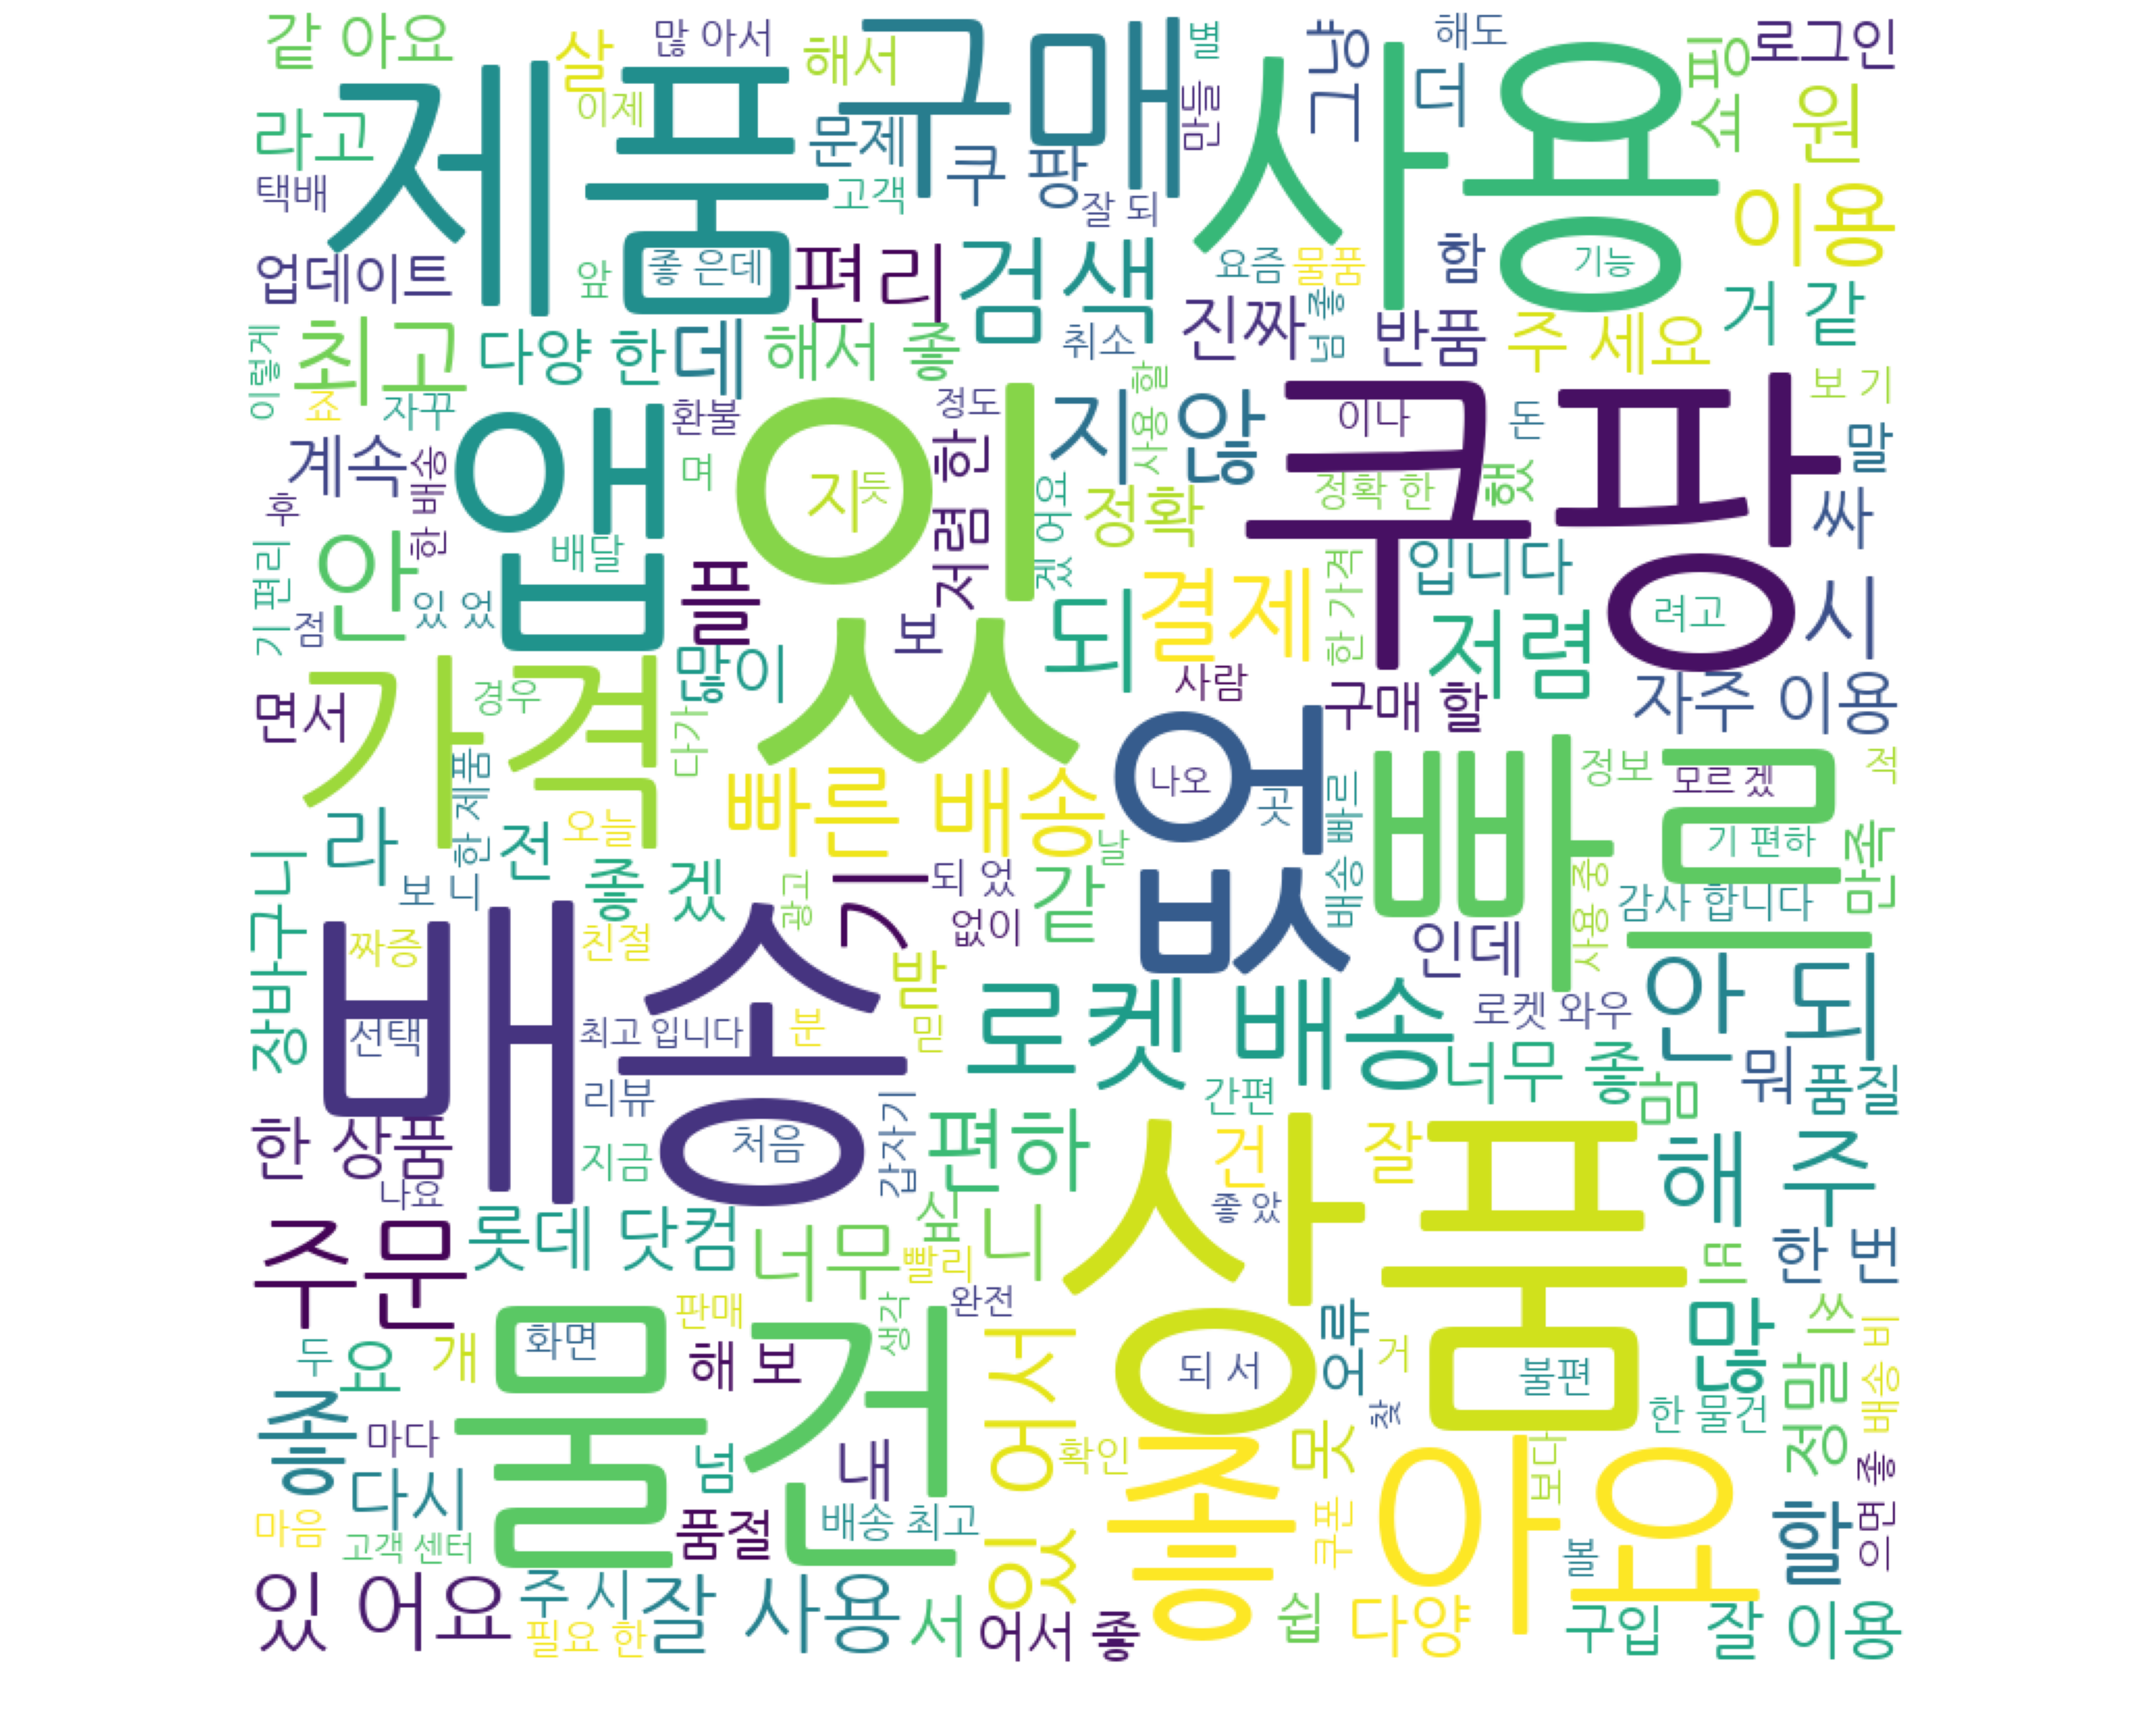 같 아요
살
많 아서
해서
구매
별
그냥
해도
더
쇼핑
로그인
제품
이제
만들
사용
원
라고
문제
쿠 팡
택배
고객
잘 되
이용
업데이트
앞
좋 은데
편리
검색
요즘
물품
함
기능
거 같
이렇게
최고
다양 한데
해서 좋
취소
진짜
넘 좋
반품
주 세요
죠
자꾸
환불
정도
사용 할
이나
돈
보 기
계속
한 배송
앱
며
있
지
듯
저렴 한
지 않
쿠팡
정확 한
했
말
후
정확
졌 어요
싸
기 편리
안
배달
플
입니다
한 가격
점
있 었
보
되
결제
저렴
려고
시
많이
면서
가격
경우
다가
사람
구매 할
자주 이용
한 제품
빠른 배송
없 어
나오
곳
배송 빠르
빠르
정보
모르 겠
적
라
전
오늘
날
기 편하
만족
장바구니
보 니
좋 겠
광고
기
되 었
같
사용 중
감사 합니다
배송
짜증
친절
없이
인데
안 되
선택
최고 입니다
분
믿
로켓 배송
로켓 와우
너무 좋
뭐
품질
리뷰
간편
한 상품
처음
지금
갑자기
편하
상품
건
잘
해 주
나요
싶
좋 았
주문
롯데 닷컴
너무
빨리
니
뜨
한 번
판매
생각
완전
물건
화면
두
요
개
해 보
있 어서
되 서
오류
거
불편
많
쓰
정말
배송 비
좋
마다
넘
내
확인
좋 아요
못
찾
한 물건
보다
다시
마음
고객 센터
품절
배송 최고
쿠폰
볼
할
으면 좋
있 어요
주 시
필요 한
잘 사용
서
어서 좋
쉽
다양
구입
잘 이용